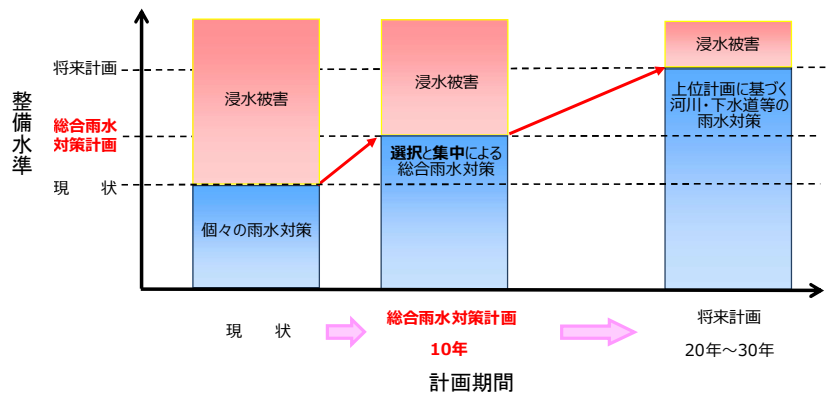 整備水準
将来計画
総合雨水
対策計画
現　状
浸水被害
個々の雨水対策
浸水被害
選択と集中による
総合雨水対策
浸水被害
上位計画に基づく
河川・下水道等の
雨水対策
現　状
総合雨水対策計画
10年
将来計画
20年～30年
計画期間